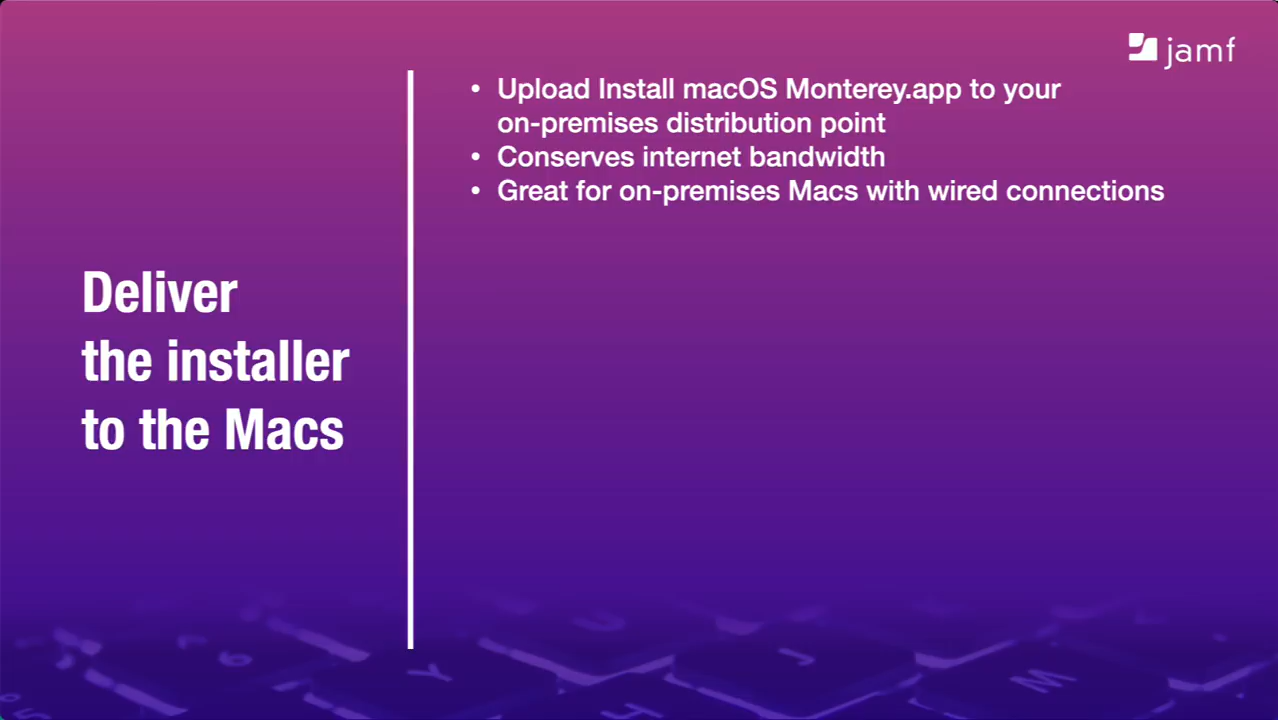 jamf
• Upload Install macOS Monterey.app to your
on-premises distribution point
• Conserves internet bandwidth
• Great for on-premises Macs with wired connections
Deliver
the installer
to the Macs
9
Y
J
M